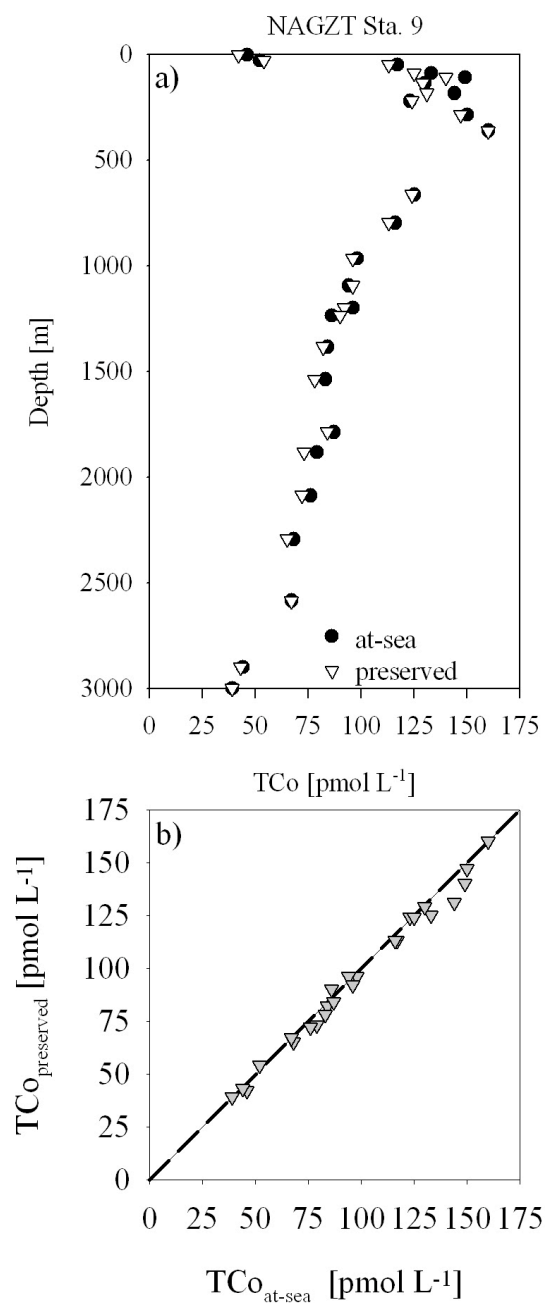 NAGZT Sta. 9
a)
0
500
1000
1500
2000
2500
3000
Depth [m]
at-sea
preserved
0 25 50 75 100 125 150 175
TCo [pmol L-1]
b)
175
150
125
100
75
50
25
0
TCopreserved [pmol L-1]
0 25 50 75 100 125 150 175
TCoat-sea [pmol L-1]